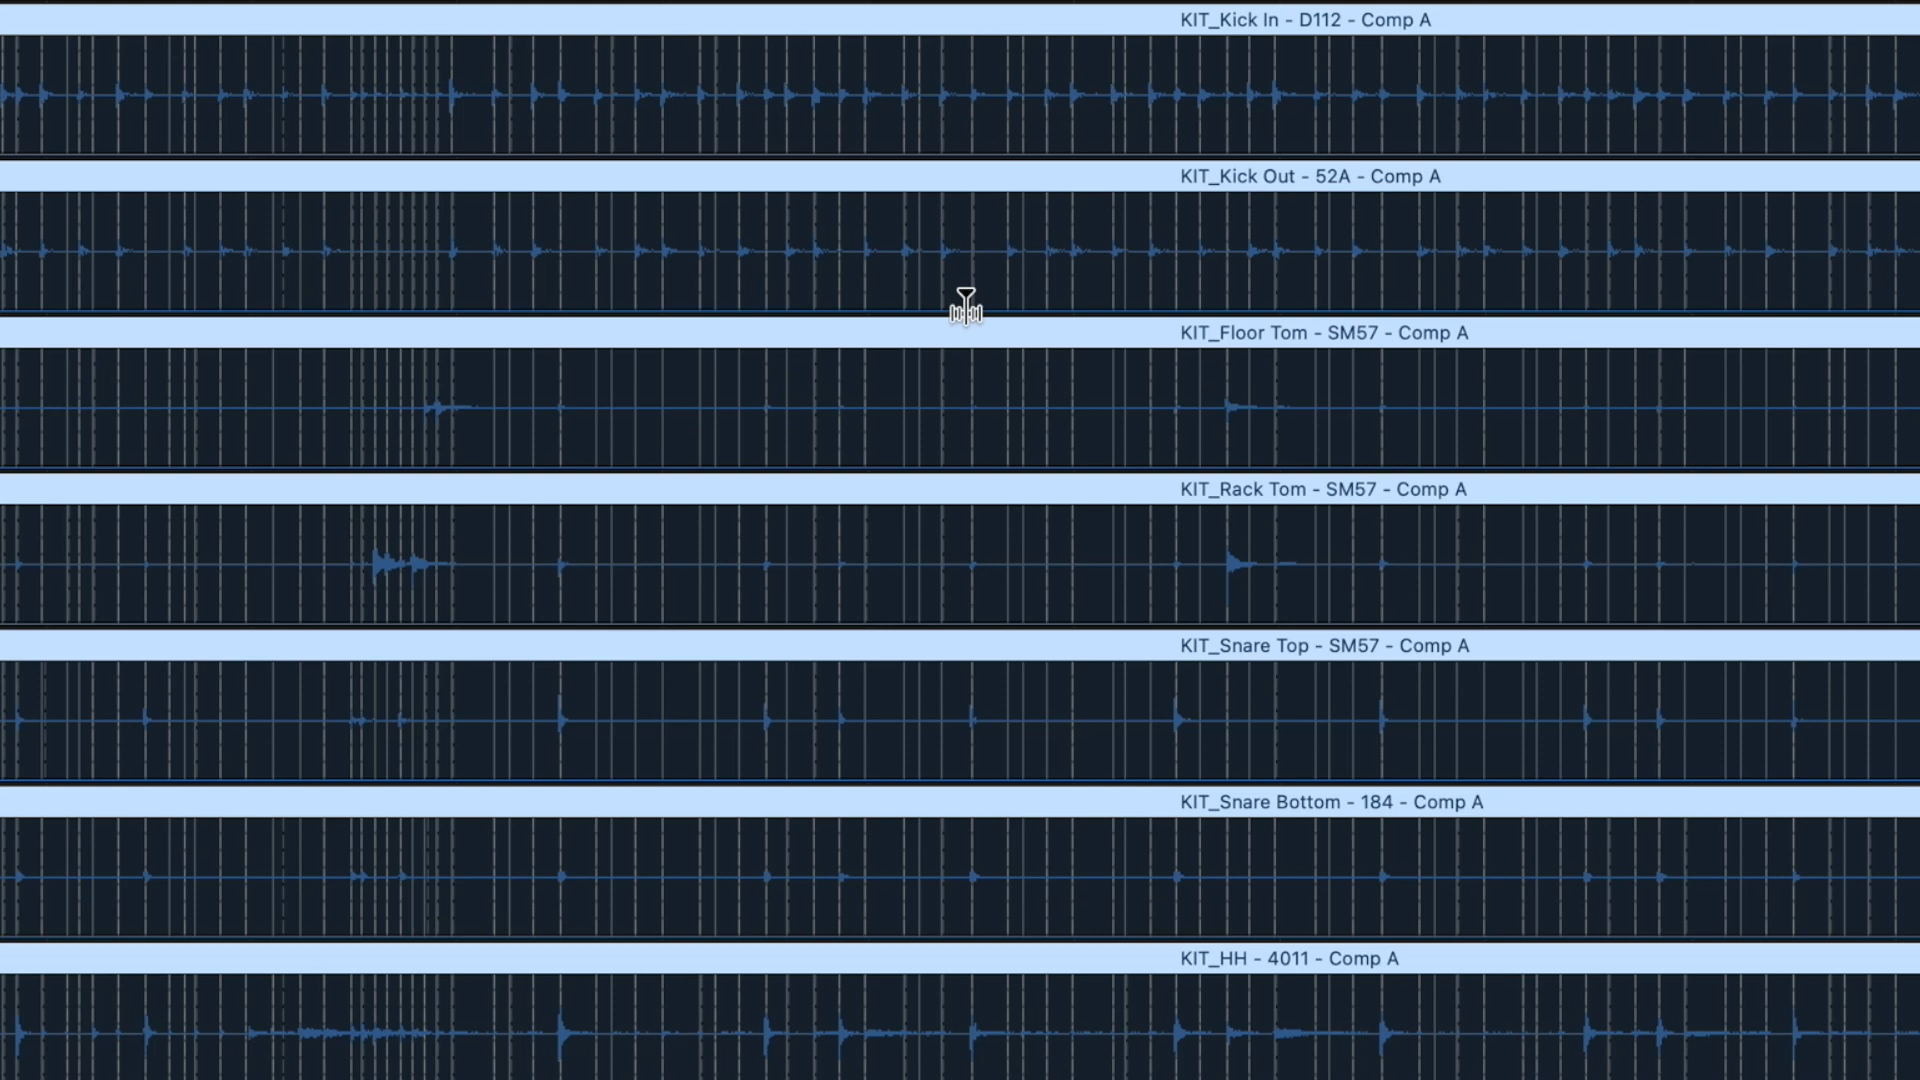 KIT_Kick In - D112 - Comp A
KIT_Kick Out - 52A - Comp A
KIT_Floor Tom - SM57 - Comp A
KIT_Rack Tom - SM57 - Comp A
KIT_Snare Top - SM57 - Comp A
KIT_Snare Bottom - 184 - Comp A
KIT_HH - 4011 - Comp A